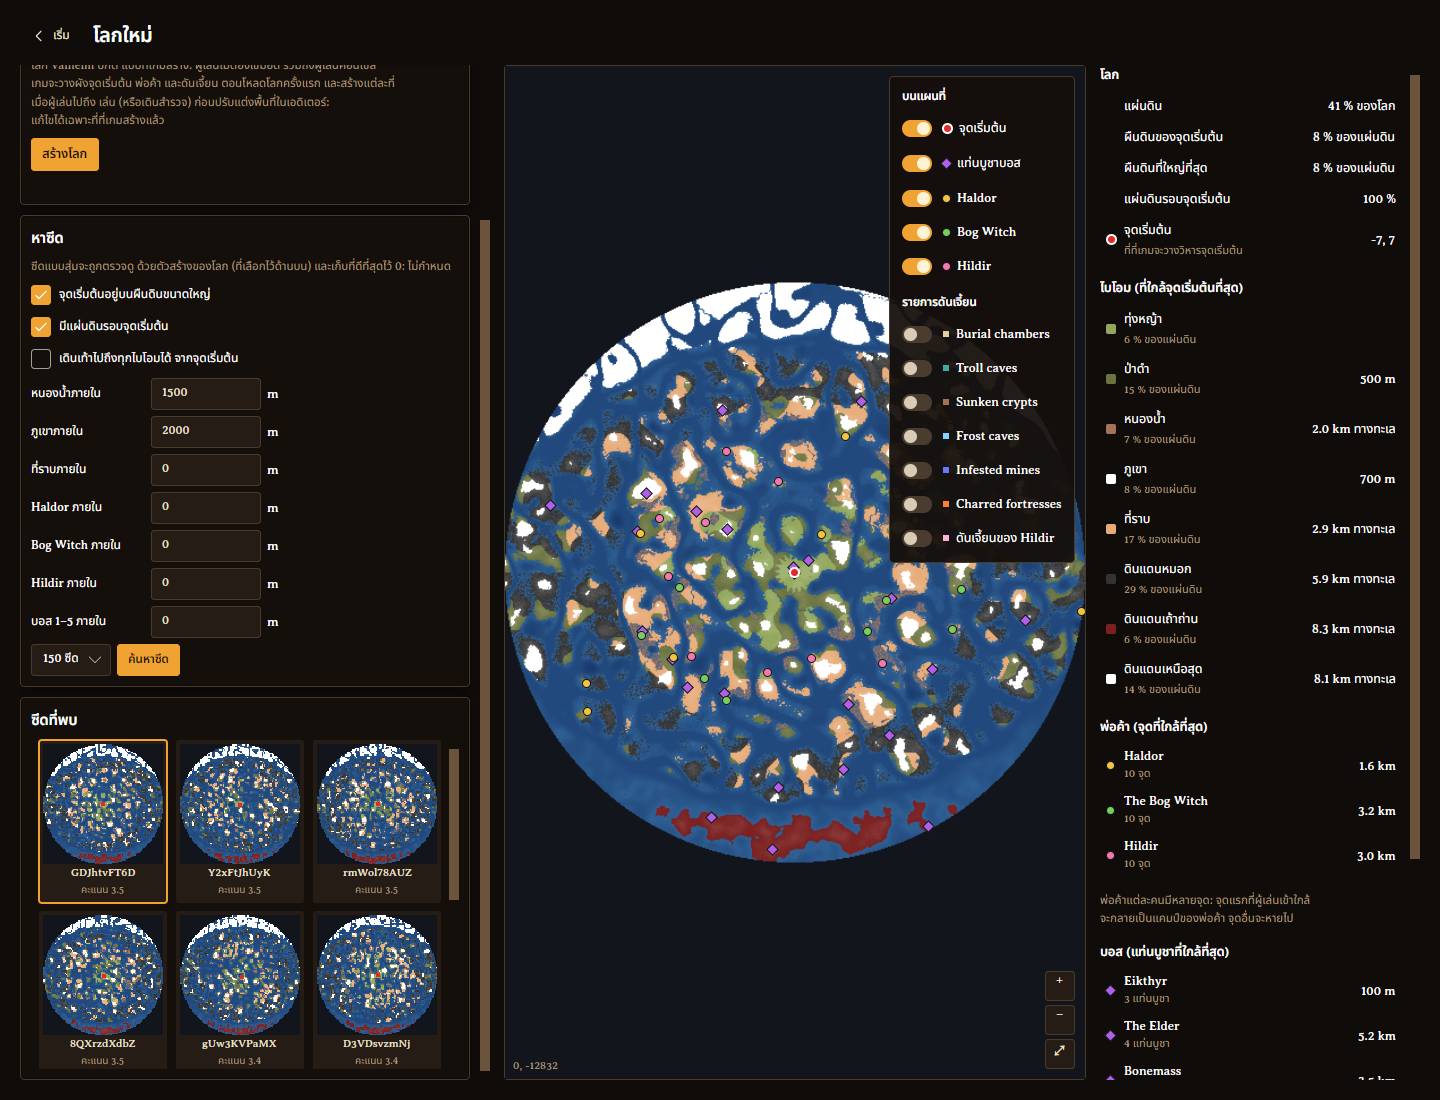 เริ่ม
โลกใหม่
เกมจะวางผังจุดเริ่มต้น พ่อค้า และดันเจี้ยน ตอนโหลดโลกครั้งแรก และสร้างแต่ละที่
เมื่อผู้เล่นไปถึง เล่น (หรือเดินสำรวจ) ก่อนปรับแต่งพื้นที่ในเอดิเตอร์:
แก้ไขได้เฉพาะที่ที่เกมสร้างแล้ว
สร้างโลก
หาซีด
ซีดแบบสุ่มจะถูกตรวจดู ด้วยตัวสร้างของโลก (ที่เลือกไว้ด้านบน) และเก็บที่ดีที่สุดไว้ 0: ไม่กำหนด
จุดเริ่มต้นอยู่บนผืนดินขนาดใหญ่
มีแผ่นดินรอบจุดเริ่มต้น
เดินเท้าไปถึงทุกไบโอมได้ จากจุดเริ่มต้น
หนองน้ำภายใน 1500 m
ภูเขาภายใน 2000 m
ที่ราบภายใน 0 m
Haldor ภายใน 0 m
Bog Witch ภายใน 0 m
Hildir ภายใน 0 m
บอส 1–5 ภายใน 0 m
150 ซีด
ค้นหาซีด
ซีดที่พบ
GDJhtvFT6D
คะแนน 3.5
Y2xFtJhUyK
คะแนน 3.5
rmWol78AUZ
คะแนน 3.5
8QXrzdXdbZ
คะแนน 3.5
gUw3KVPaMX
คะแนน 3.4
D3VDsvzmNj
คะแนน 3.4
บนแผนที่
จุดเริ่มต้น
แท่นบูชาบอส
Haldor
Bog Witch
Hildir
รายการดันเจี้ยน
Burial chambers
Troll caves
Sunken crypts
Frost caves
Infested mines
Charred fortresses
ดันเจี้ยนของ Hildir
+
−
0, -12832
โลก
แผ่นดิน 41 % ของโลก
ผืนดินของจุดเริ่มต้น 8 % ของแผ่นดิน
ผืนดินที่ใหญ่ที่สุด 8 % ของแผ่นดิน
แผ่นดินรอบจุดเริ่มต้น 100 %
จุดเริ่มต้น -7, 7
ที่ที่เกมจะวางวิหารจุดเริ่มต้น
ไบโอม (ที่ใกล้จุดเริ่มต้นที่สุด)
ทุ่งหญ้า
6 % ของแผ่นดิน
ป่าดำ 500 m
15 % ของแผ่นดิน
หนองน้ำ 2.0 km ทางทะเล
7 % ของแผ่นดิน
ภูเขา 700 m
8 % ของแผ่นดิน
ที่ราบ 2.9 km ทางทะเล
17 % ของแผ่นดิน
ดินแดนหมอก 5.9 km ทางทะเล
29 % ของแผ่นดิน
ดินแดนเถ้าถ่าน 8.3 km ทางทะเล
6 % ของแผ่นดิน
ดินแดนเหนือสุด 8.1 km ทางทะเล
14 % ของแผ่นดิน
พ่อค้า (จุดที่ใกล้ที่สุด)
Haldor 1.6 km
10 จุด
The Bog Witch 3.2 km
10 จุด
Hildir 3.0 km
10 จุด
พ่อค้าแต่ละคนมีหลายจุด: จุดแรกที่ผู้เล่นเข้าใกล้
จะกลายเป็นแคมป์ของพ่อค้า จุดอื่นจะหายไป
บอส (แท่นบูชาที่ใกล้ที่สุด)
Eikthyr 100 m
3 แท่นบูชา
The Elder 5.2 km
4 แท่นบูชา
Bonemass